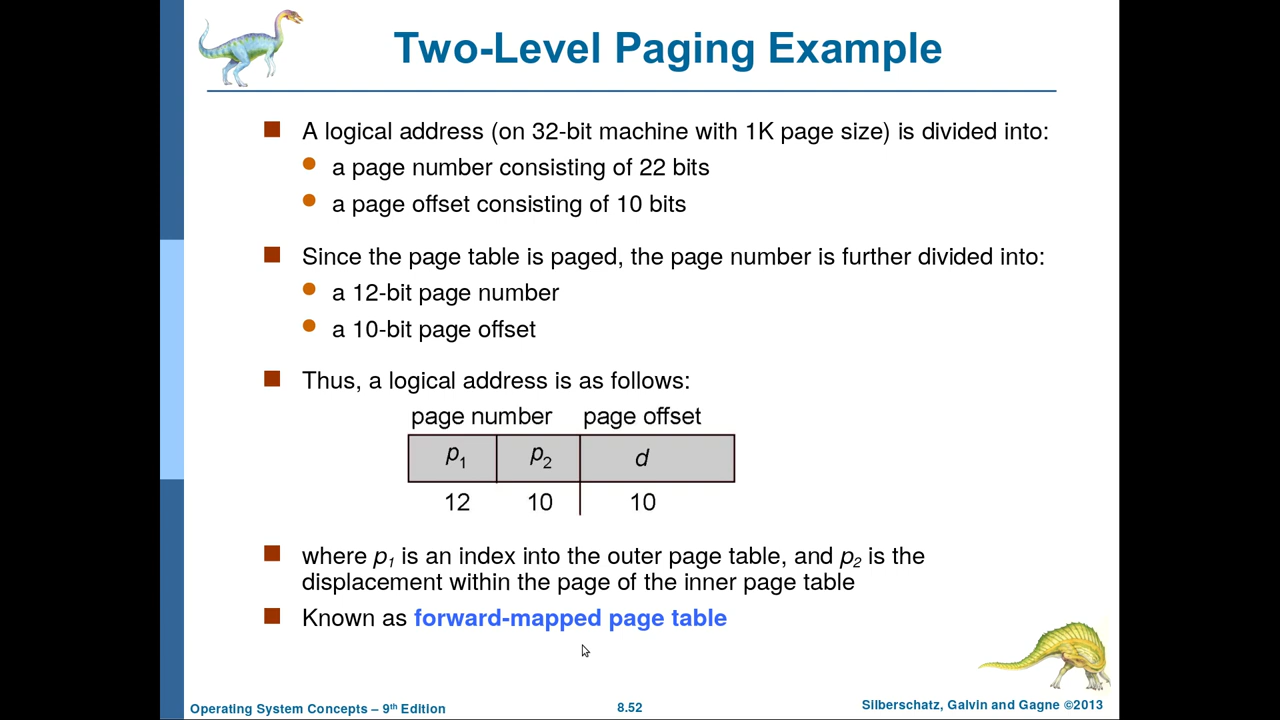 Two-Level Paging Example
A logical address (on 32-bit machine with 1K page size) is divided into:
a page number consisting of 22 bits
a page offset consisting of 10 bits
Since the page table is paged, the page number is further divided into:
a 12-bit page number
a 10-bit page offset
Thus, a logical address is as follows:
page number page offset
p1 p2 d
12 10 10
where p1 is an index into the outer page table, and p2 is the
displacement within the page of the inner page table
Known as forward-mapped page table
Operating System Concepts – 9th Edition 8.52 Silberschatz, Galvin and Gagne ©2013